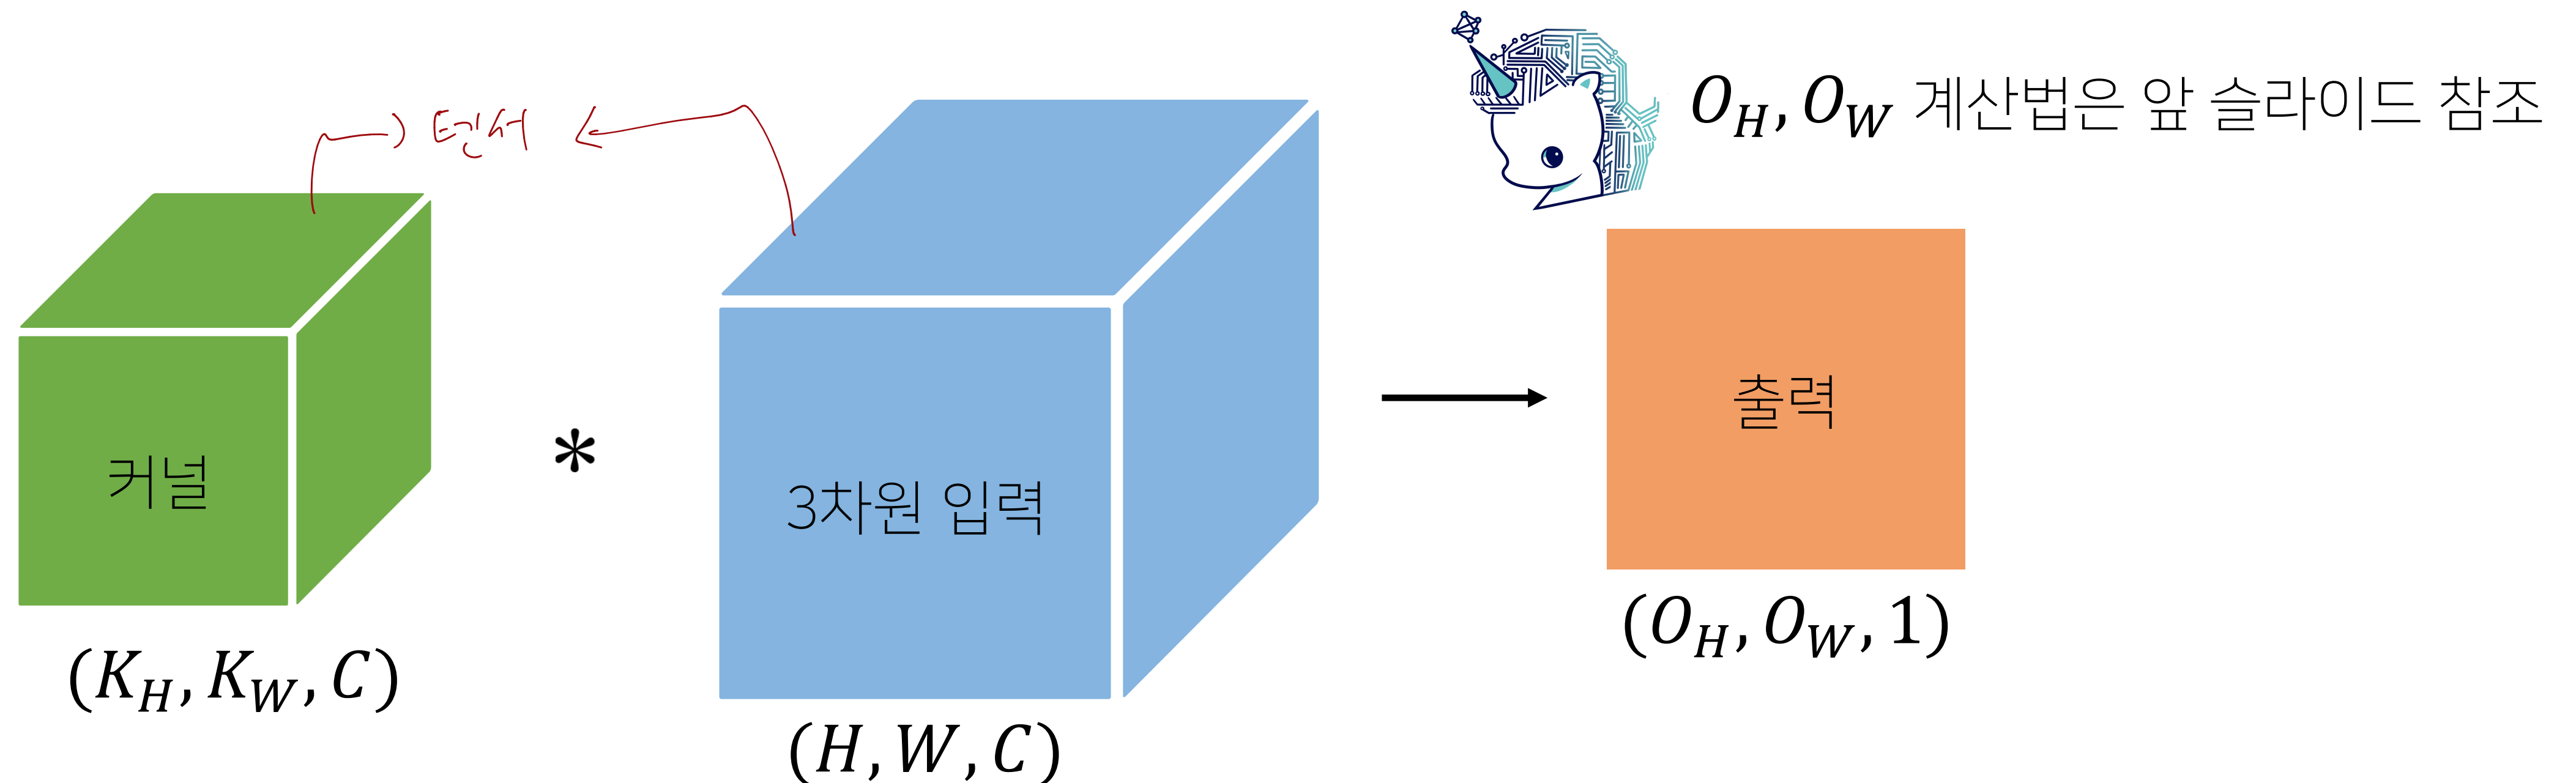 O_H, O_W 계산법은 앞 슬라이드 참조
텐서
커널
*
3차원 입력
출력
(K_H, K_W, C)
(H, W, C)
(O_H, O_W, 1)